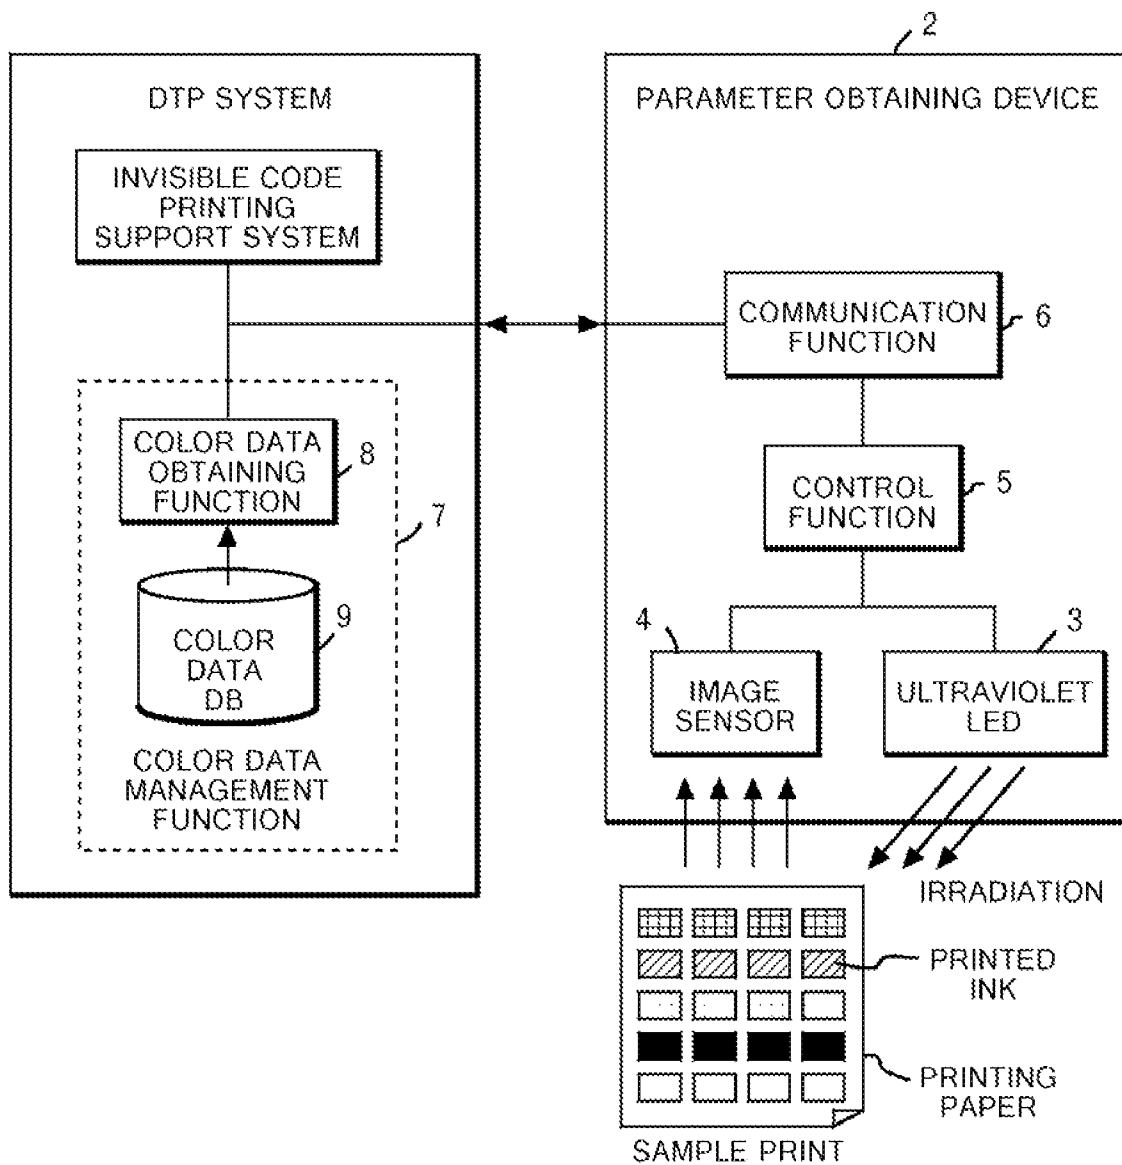 2
DTP SYSTEM
PARAMETER OBTAINING DEVICE
INVISIBLE CODE
PRINTING
SUPPORT SYSTEM
COMMUNICATION
FUNCTION
6
COLOR DATA
OBTAINING
FUNCTION
8
7
CONTROL
FUNCTION
5
COLOR
DATA
DB
9
COLOR DATA
MANAGEMENT
FUNCTION
4
IMAGE
SENSOR
3
ULTRAVIOLET
LED
IRRADIATION
PRINTED
INK
PRINTING
PAPER
SAMPLE PRINT